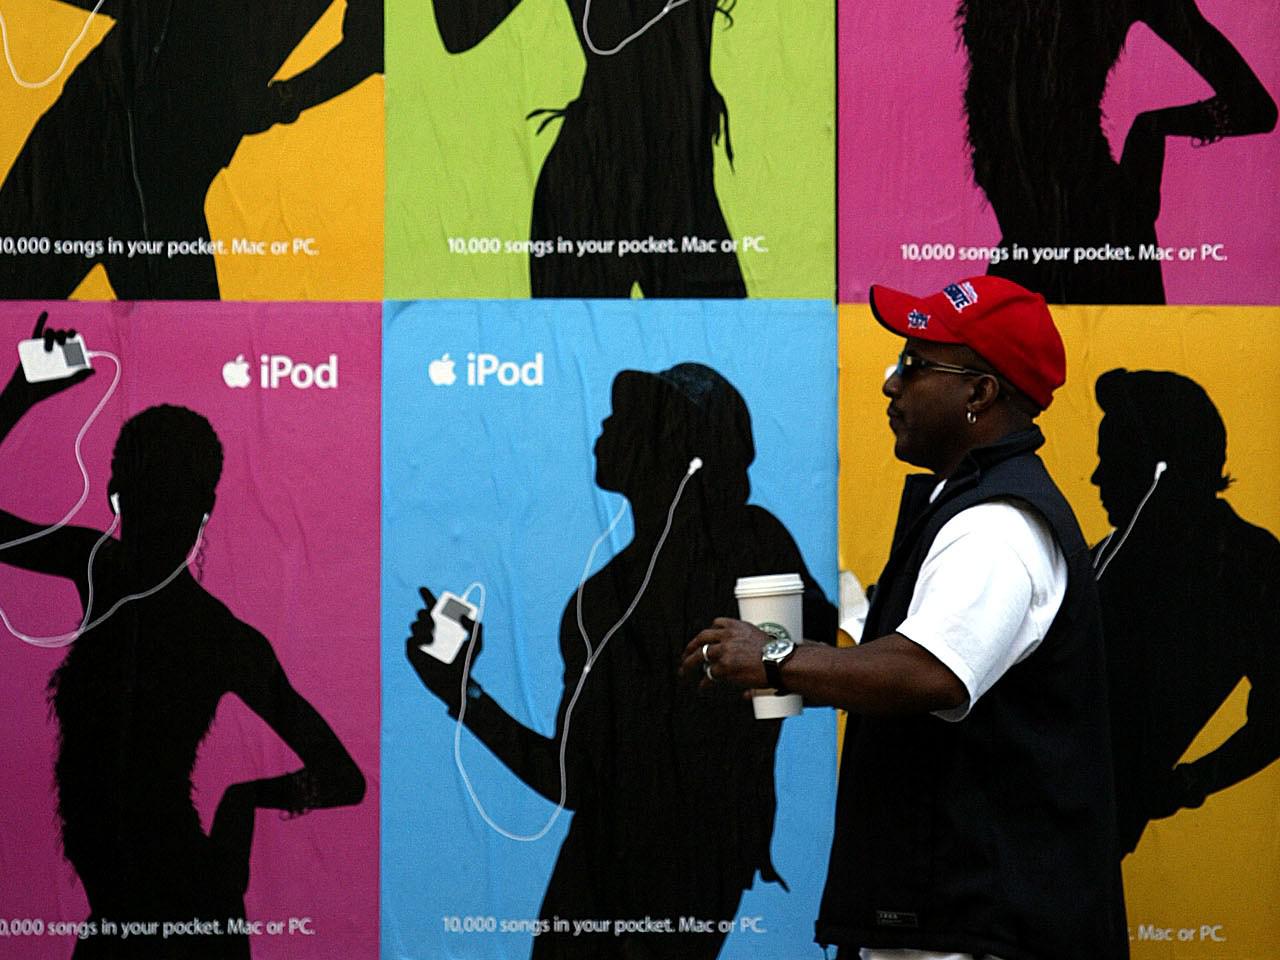 10,000 songs in your pocket. Mac or PC.
10,000 songs in your pocket. Mac or PC.
10,000 songs in your pocket. Mac or PC.
iPod
iPod
0,000 songs in your pocket. Mac or PC.
10,000 songs in your pocket. Mac or PC.
. Mac or PC.